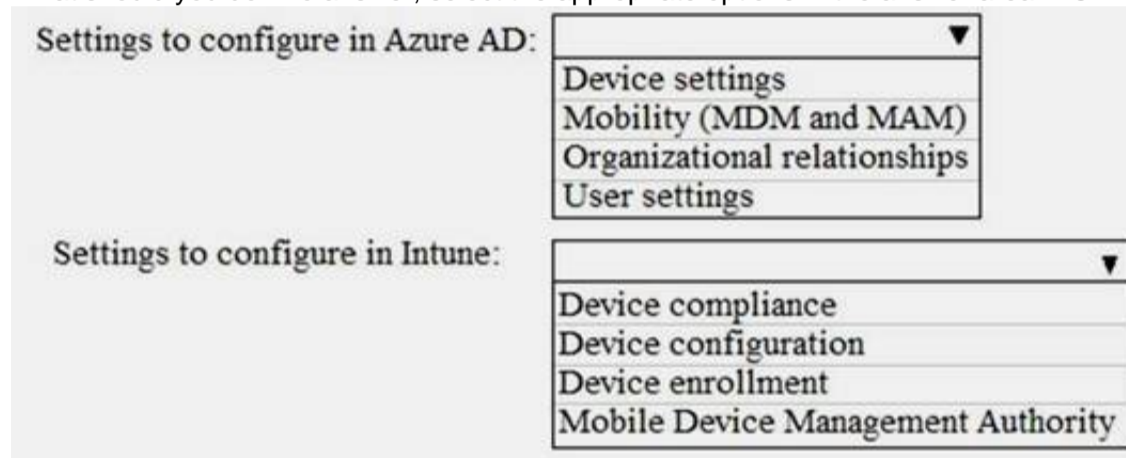 Settings to configure in Azure AD:
Device settings
Mobility (MDM and MAM)
Organizational relationships
User settings
Settings to configure in Intune:
Device compliance
Device configuration
Device enrollment
Mobile Device Management Authority